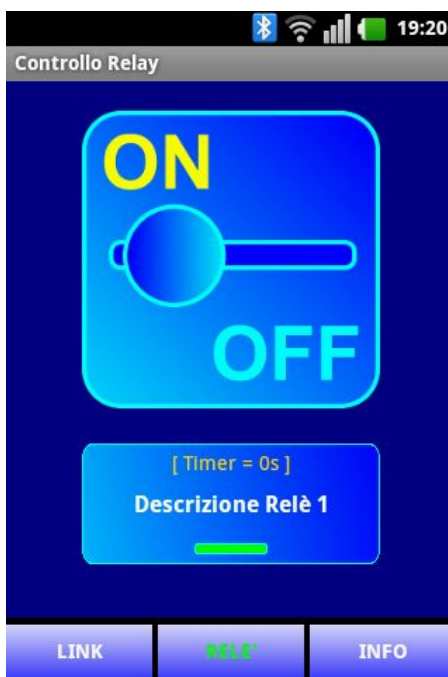 19:20
Controllo Relay
ON
OFF
[ Timer = 0s ]
Descrizione Relè 1
LINK
RELE'
INFO